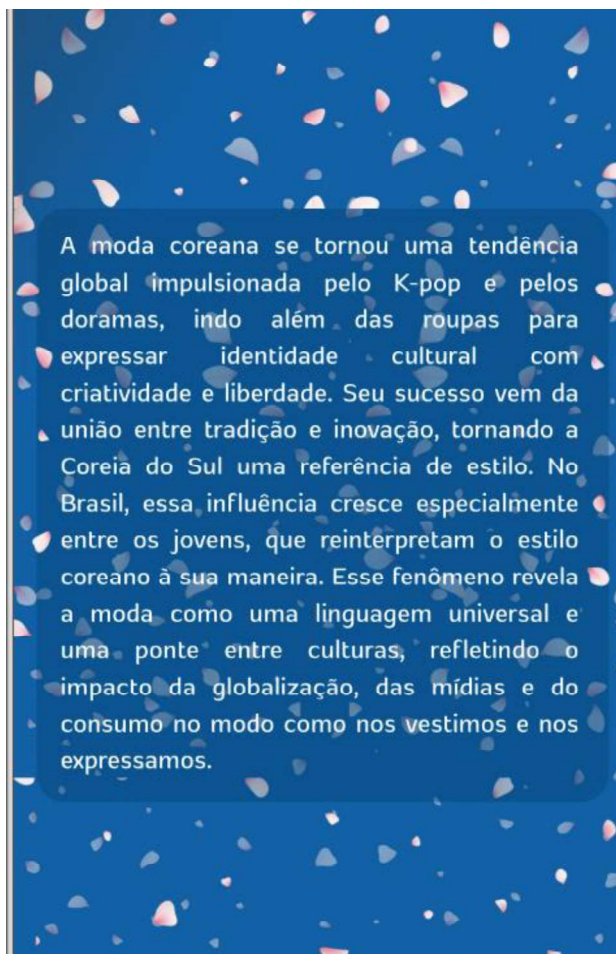 A moda coreana se tornou uma tendência
global impulsionada pelo K-pop e pelos
doramas, indo além das roupas para
expressar identidade cultural com
criatividade e liberdade. Seu sucesso vem da
união entre tradição e inovação, tornando a
Coreia do Sul uma referência de estilo. No
Brasil, essa influência cresce especialmente
entre os jovens, que reinterpretam o estilo
coreano à sua maneira. Esse fenômeno revela
a moda como uma linguagem universal e
uma ponte entre culturas, refletindo o
impacto da globalização, das mídias e do
consumo no modo como nos vestimos e nos
expressamos.